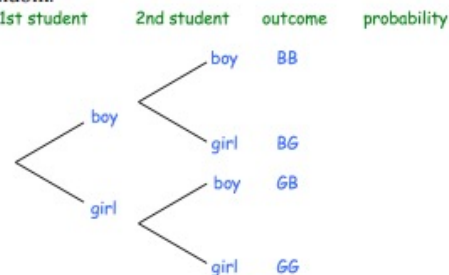 1st student 2nd student outcome probability
boy BB
boy
girl BG
boy GB
girl
girl GG